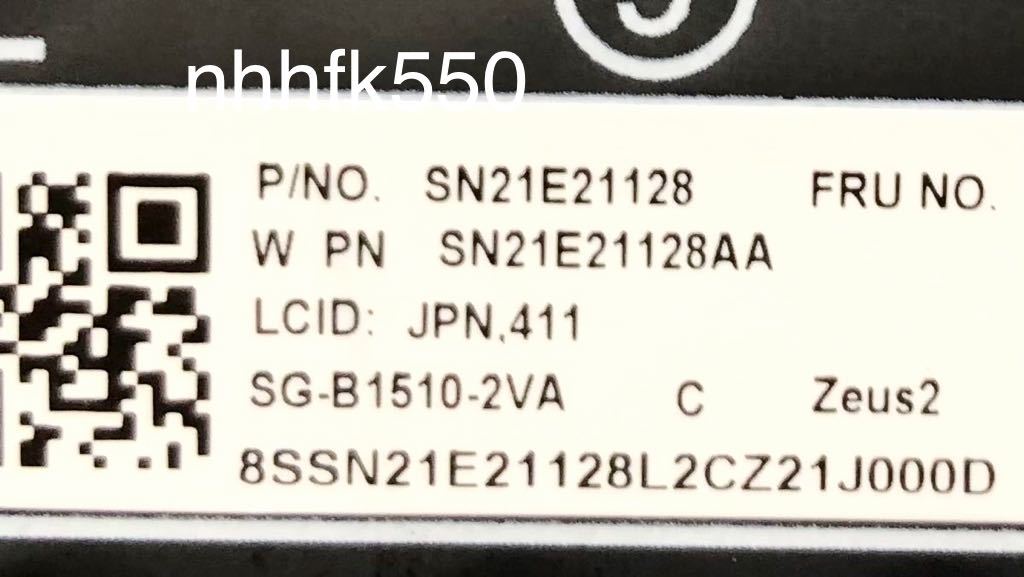 nhhfk550
P/NO. SN21E21128 FRU NO.
W PN SN21E21128AA
LCID: JPN,411
SG-B1510-2VA C Zeus2
8SSN21E21128L2CZ21J000D